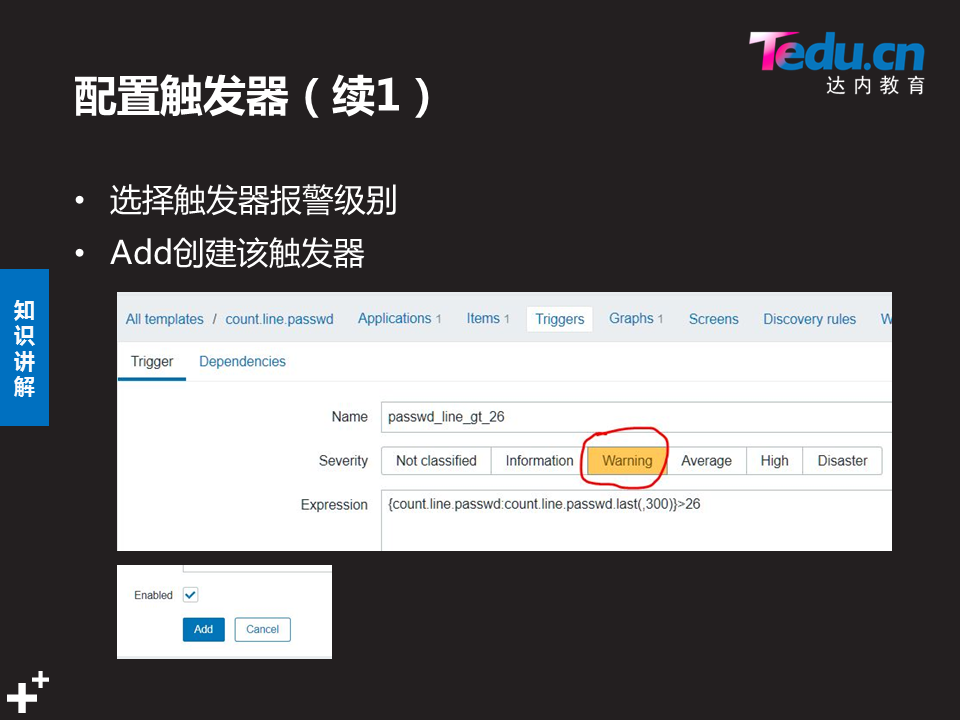 Tedu.cn
达内教育
配置触发器（续1）
• 选择触发器报警级别
• Add创建该触发器
知识讲解
All templates / count.line.passwd Applications 1 Items 1 Triggers Graphs 1 Screens Discovery rules W
Trigger Dependencies
Name passwd_line_gt_26
Severity Not classified Information Warning Average High Disaster
Expression {count.line.passwd:count.line.passwd.last(,300)}>26
Enabled
Add Cancel